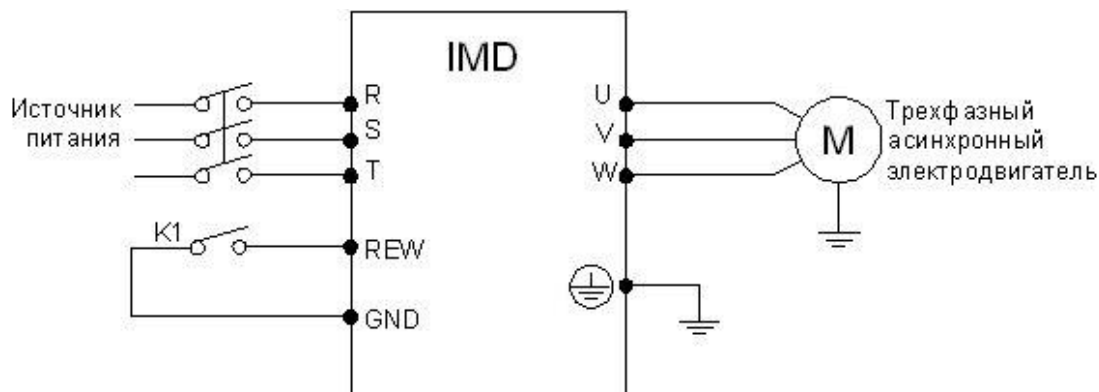 IMD
Источник
питания
R
S
T
K1
REW
GND
U
V
W
M
Трехфазный
асинхронный
электродвигатель